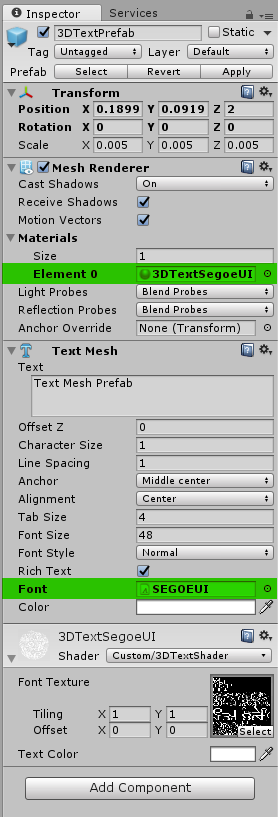 Inspector Services
3DTextPrefab Static
Tag Untagged Layer Default
Prefab Select Revert Apply
Transform
Position X 0.1899 Y 0.0919 Z 2
Rotation X 0 Y 0 Z 0
Scale X 0.005 Y 0.005 Z 0.005
Mesh Renderer
Cast Shadows On
Receive Shadows
Motion Vectors
Materials
Size 1
Element 0 3DTextSegoeUI
Light Probes Blend Probes
Reflection Probes Blend Probes
Anchor Override None (Transform)
Text Mesh
Text
Text Mesh Prefab
Offset Z 0
Character Size 1
Line Spacing 1
Anchor Middle center
Alignment Center
Tab Size 4
Font Size 48
Font Style Normal
Rich Text
Font SEGOEUI
Color
3DTextSegoeUI
Shader Custom/3DTextShader
Font Texture
Tiling X 1 Y 1
Offset X 0 Y 0
Select
Text Color
Add Component